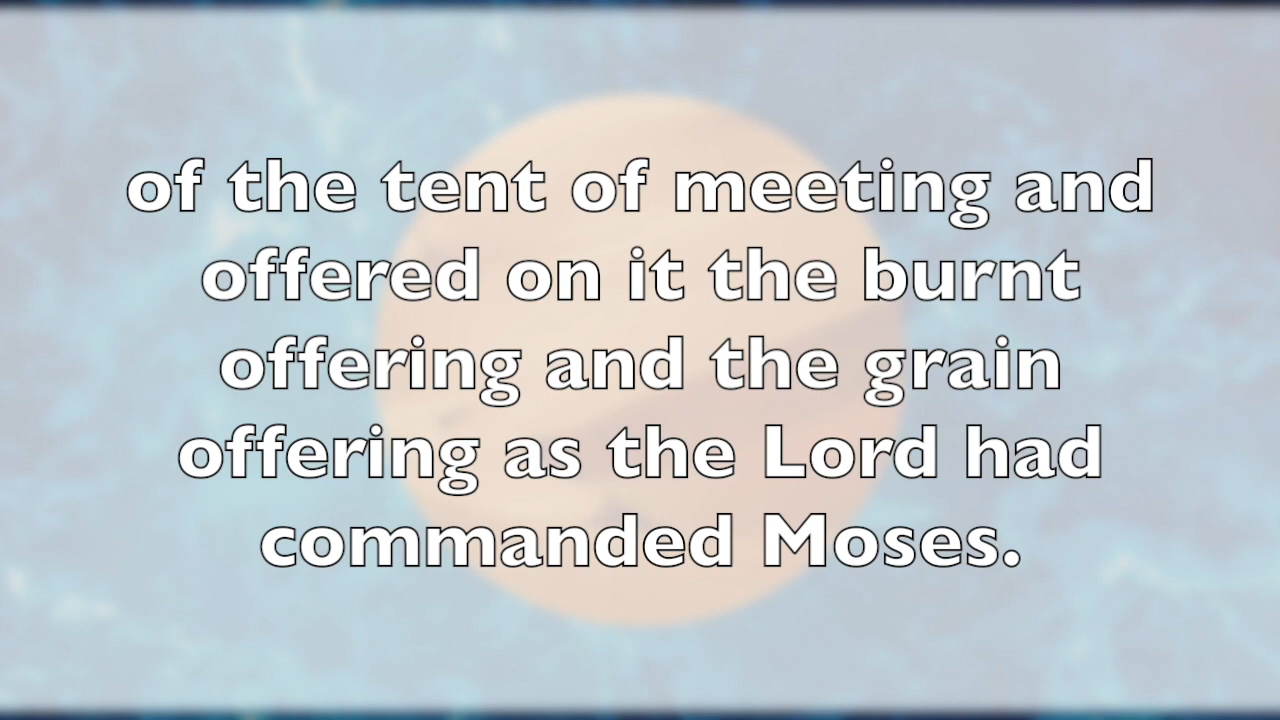 of the tent of meeting and
offered on it the burnt
offering and the grain
offering as the Lord had
commanded Moses.